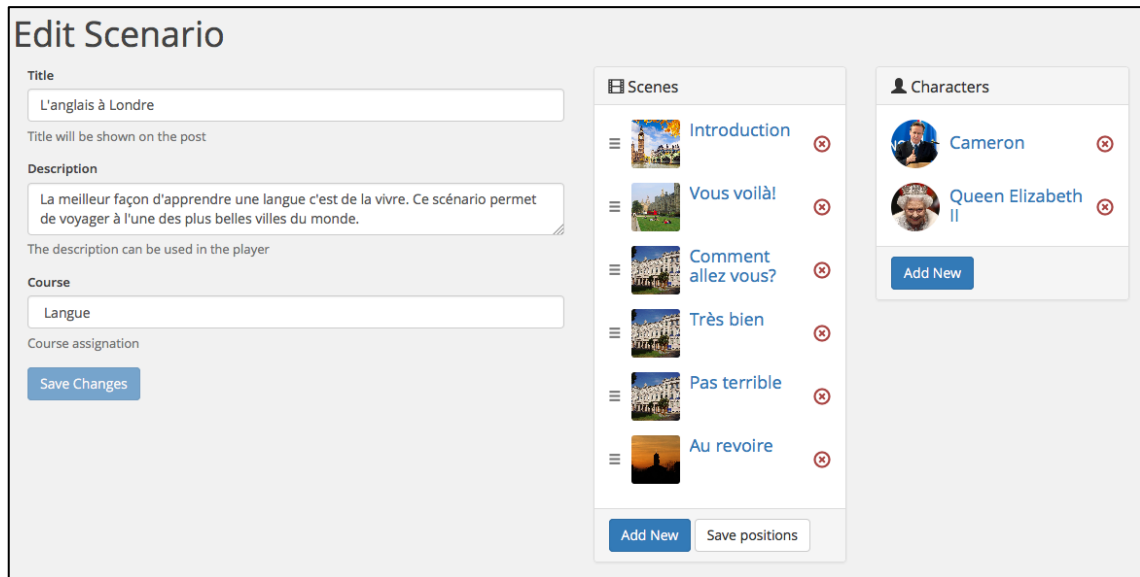 Edit Scenario
Title
L'anglais à Londre
Title will be shown on the post
Description
La meilleur façon d'apprendre une langue c'est de la vivre. Ce scénario permet
de voyager à l'une des plus belles villes du monde.
The description can be used in the player
Course
Langue
Course assignation
Save Changes
Scenes
Introduction
Vous voilà!
Comment
allez vous?
Très bien
Pas terrible
Au revoire
Add New
Save positions
Characters
Cameron
Queen Elizabeth
II
Add New